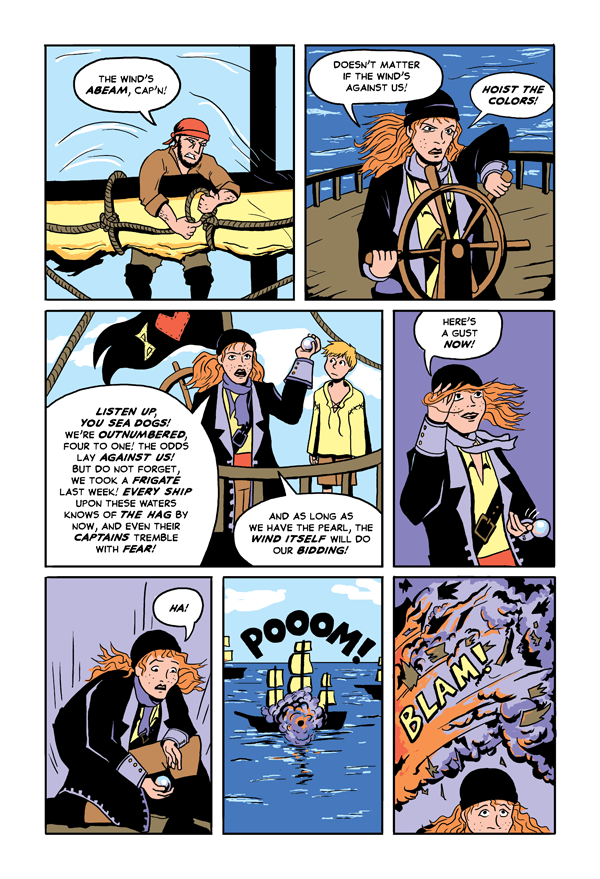 THE WIND'S
ABEAM, CAP'N!
DOESN'T MATTER
IF THE WIND'S
AGAINST US!
HOIST THE
COLORS!
LISTEN UP,
YOU SEA DOGS!
WE'RE OUTNUMBERED,
FOUR TO ONE! THE ODDS
LAY AGAINST US!
BUT DO NOT FORGET,
WE TOOK A FRIGATE
LAST WEEK! EVERY SHIP
UPON THESE WATERS
KNOWS OF THE HAG BY
NOW, AND EVEN THEIR
CAPTAINS TREMBLE
WITH FEAR!
AND AS LONG AS
WE HAVE THE PEARL, THE
WIND ITSELF WILL DO
OUR BIDDING!
HERE'S
A GUST
NOW!
HA!
POOOM!
BLAM!